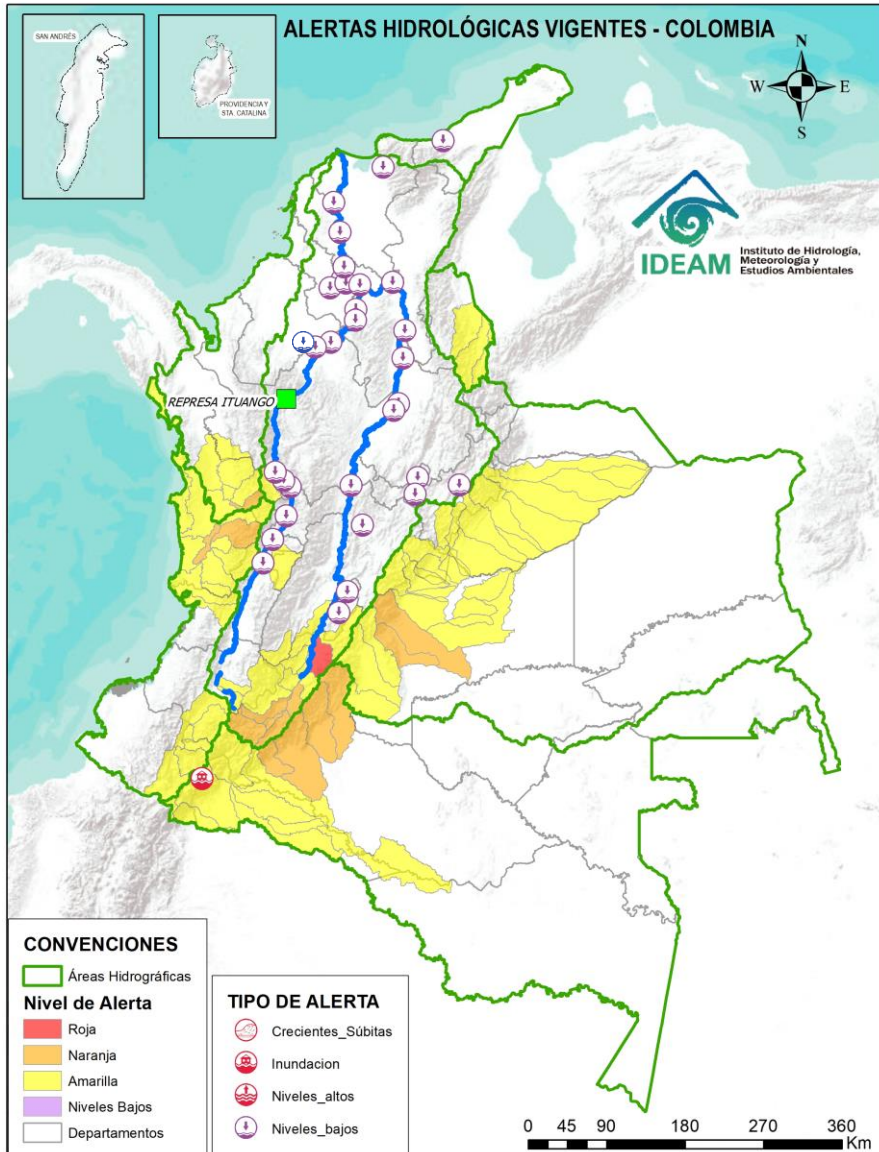 ALERTAS HIDROLÓGICAS VIGENTES - COLOMBIA
SAN ANDRÉS
PROVIDENCIA Y
STA. CATALINA
N
W E
S
IDEAM
Instituto de Hidrología,
Meteorología y
Estudios Ambientales
REPRESA ITUANGO
CONVENCIONES
Áreas Hidrográficas
Nivel de Alerta
Roja
Naranja
Amarilla
Niveles Bajos
Departamentos
TIPO DE ALERTA
Crecientes_Súbitas
Inundacion
Niveles_altos
Niveles_bajos
0 45 90 180 270 360
Km